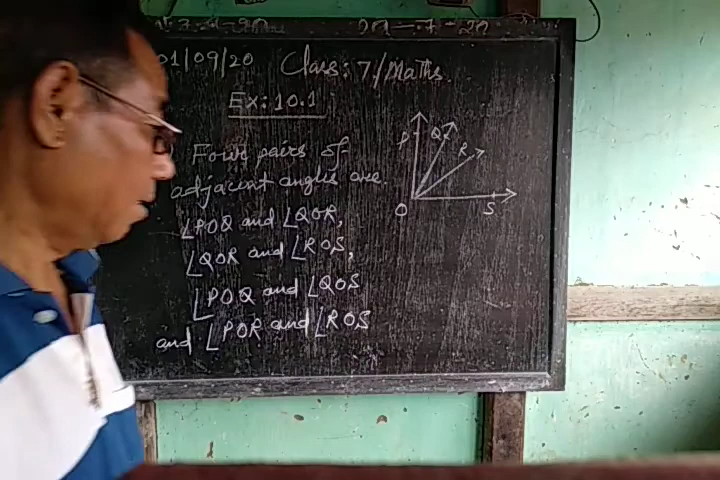 01/09/20 Class: 7/Maths
Ex: 10.1
Four pairs of
adjacent angles are
∠POQ and ∠QOR,
∠QOR and ∠ROS,
∠POQ and ∠QOS
and ∠POR and ∠ROS
P Q R
O S